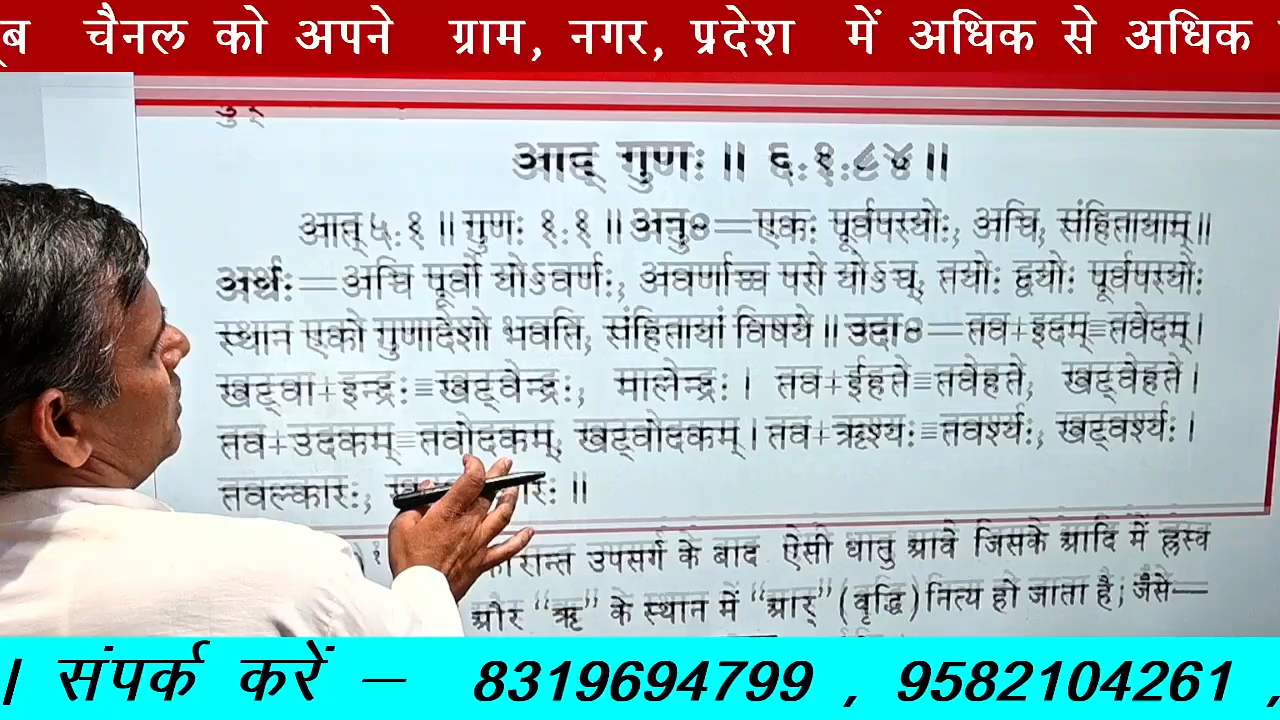 चैनल को अपने ग्राम, नगर, प्रदेश में अधिक से अधिक
आद् गुणः ॥ ६.१.८४ ॥
आत् ५.१ ॥ गुणः १.१ ॥ अनु०—एकः पूर्वपरयोः, अचि, संहितायाम् ॥
अर्थः—अचि पूर्वो योऽवर्णः, अवर्णाच्च परो योऽच्, तयोः द्वयोः पूर्वपरयोः
स्थान एको गुणादेशो भवति, संहितायां विषये ॥ उदा०—तव+इदम्=तवेदम् ।
खट्वा+इन्द्रः=खट्वेन्द्रः, मालेन्द्रः । तव+ईहते=तवेहते, खट्वेहते ।
तव+उदकम्=तवोदकम्, खट्वोदकम् । तव+ऋश्यः=तवर्श्यः, खट्वर्श्यः ।
तवल्कारः, ॥
उपसर्ग के बाद ऐसी धातु आवे जिसके आदि में ह्रस्व
और “ऋ” के स्थान में “आर्” (वृद्धि) नित्य हो जाता है; जैसे—
। संपर्क करें — 8319694799 , 9582104261 ,